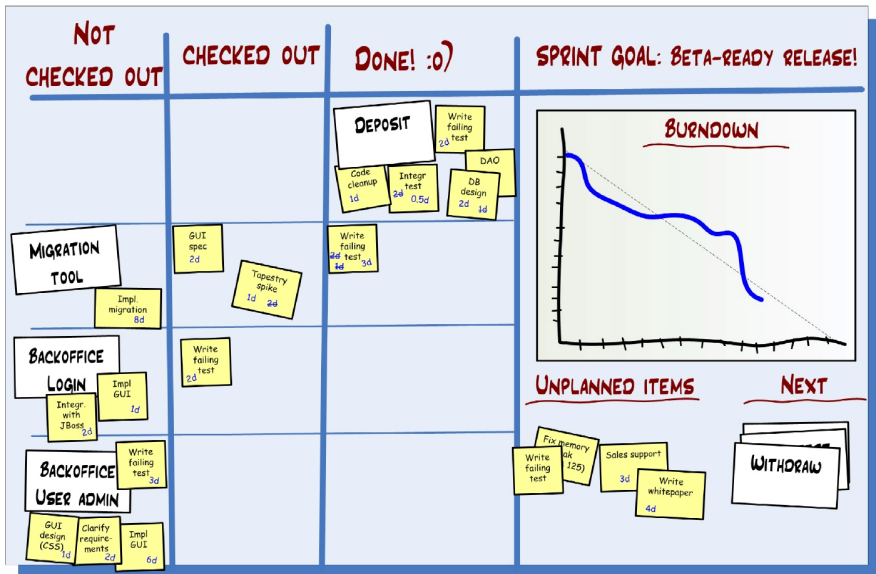 NOT
CHECKED OUT
CHECKED OUT
DONE! :o)
SPRINT GOAL: BETA-READY RELEASE!
DEPOSIT
Write
failing
test
2d
DAO
Code
cleanup
1d
Integr
test
2d 0.5d
DB
design
2d 1d
BURNDOWN
MIGRATION
TOOL
Impl.
migration
8d
GUI
spec
2d
Tapestry
spike
1d 2d
Write
failing
2d test
1d 3d
BACKOFFICE
LOGIN
Integr.
with
JBoss
2d
Impl
GUI
1d
Write
failing
test
2d
BACKOFFICE
USER ADMIN
Write
failing
test
3d
GUI
design
(CSS)
1d
Clarify
require-
ments
2d
Impl
GUI
6d
UNPLANNED ITEMS
Fix memory
125)
Write
failing
test
Sales support
3d
Write
whitepaper
4d
NEXT
WITHDRAW